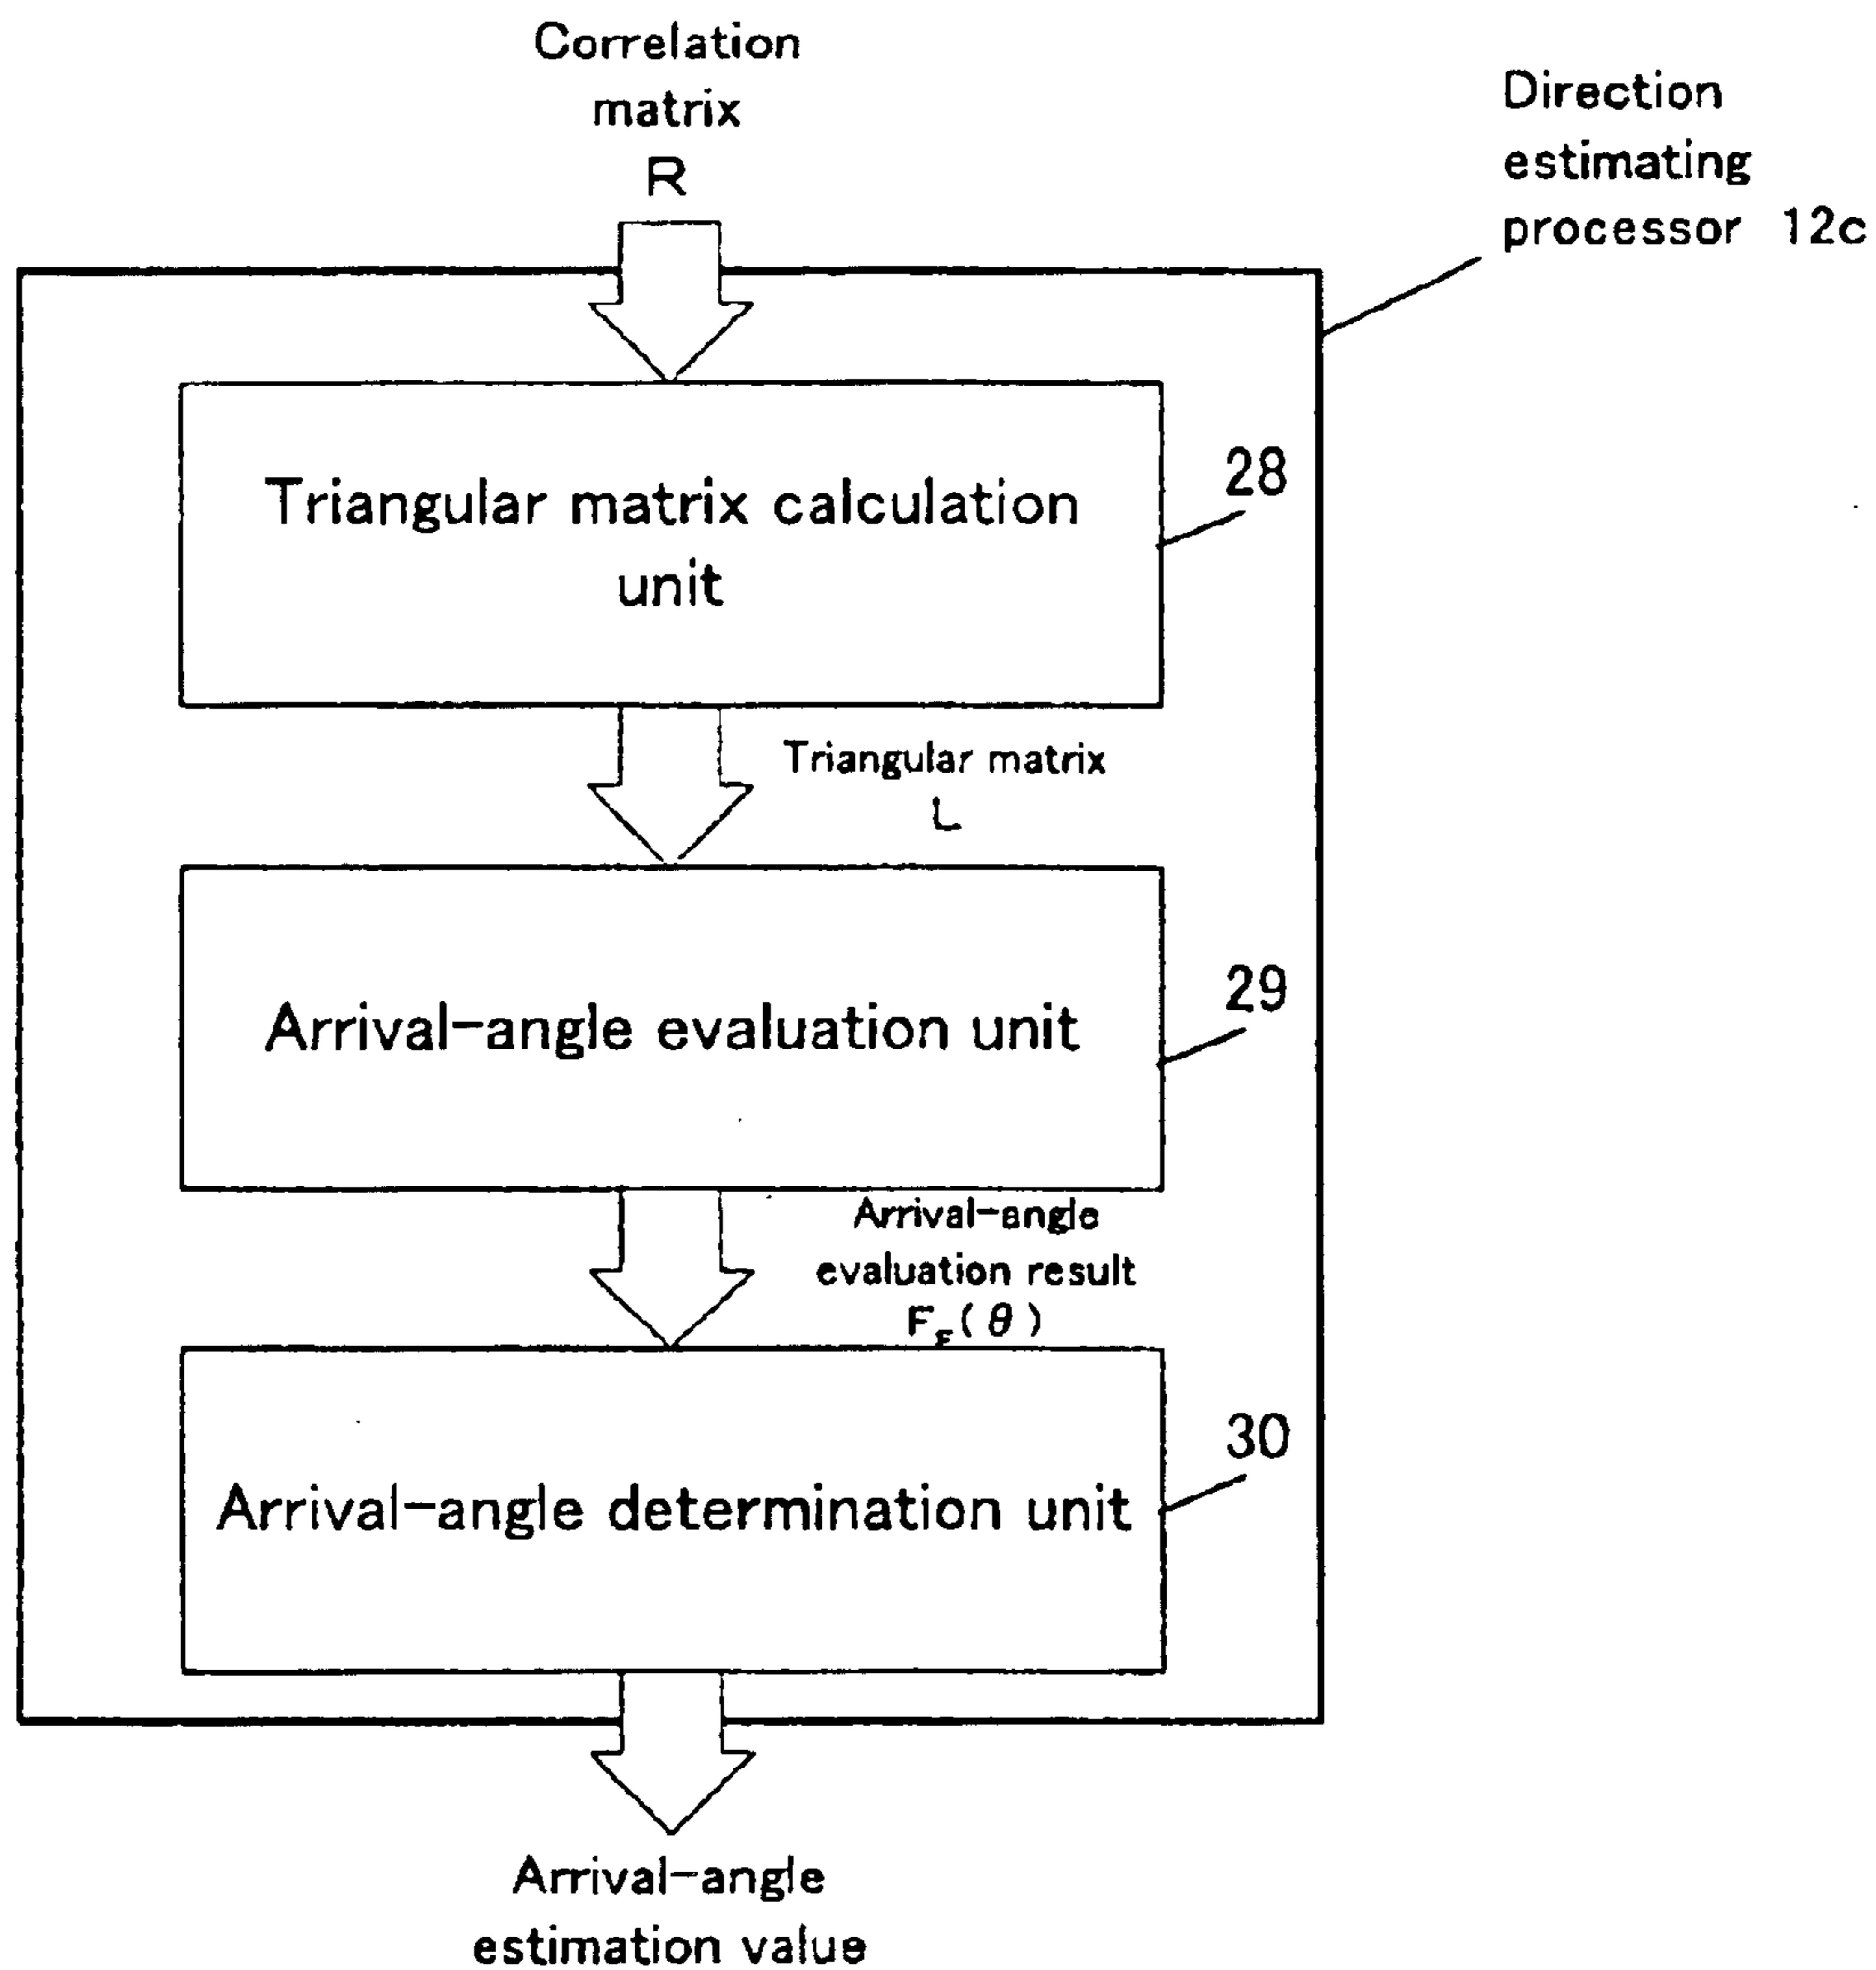 Correlation
matrix
R
Direction
estimating
processor 12c
Triangular matrix calculation
unit
28
Triangular matrix
L
Arrival-angle evaluation unit
29
Arrival-angle
evaluation result
F_F(θ)
Arrival-angle determination unit
30
Arrival-angle
estimation value